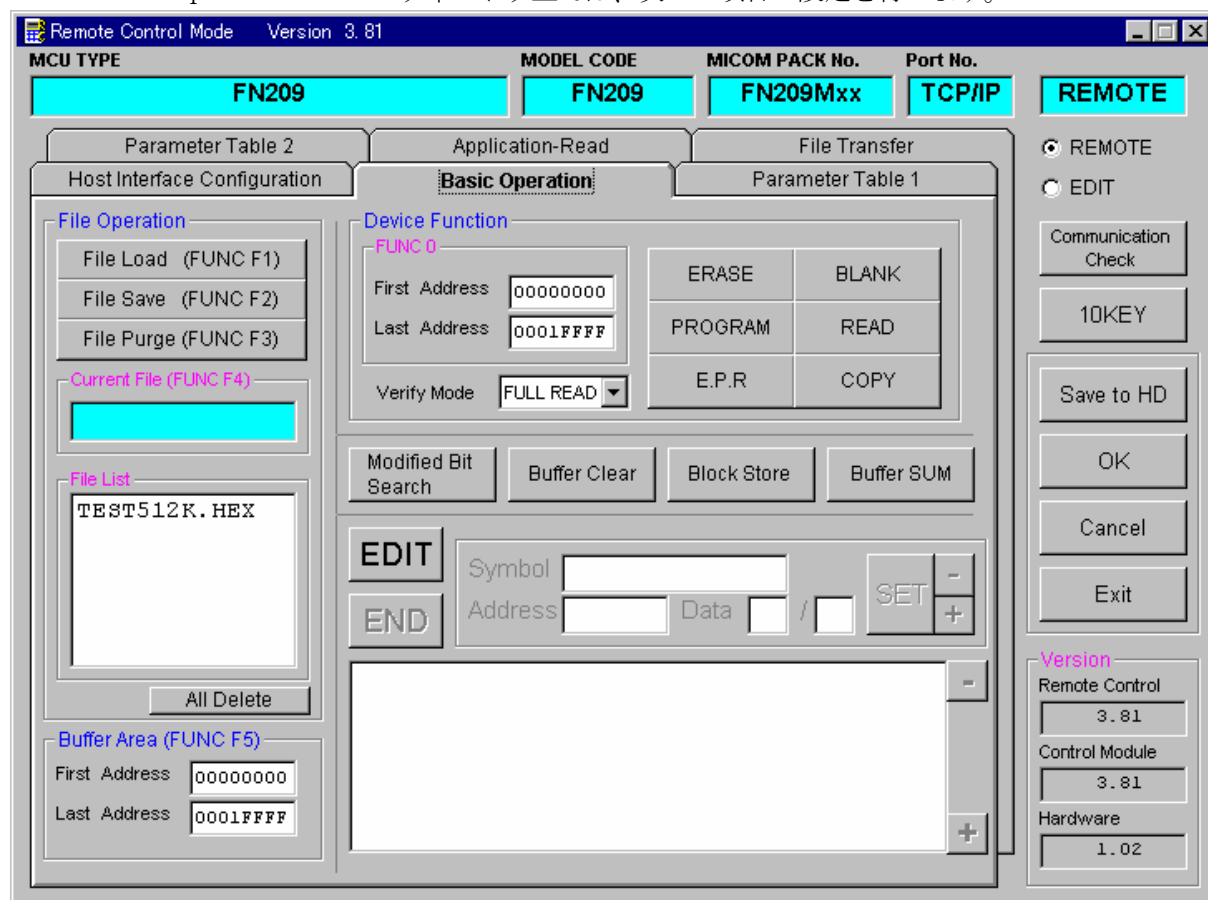 Remote Control Mode Version 3.81
MCU TYPE MODEL CODE MICOM PACK No. Port No.
FN209 FN209 FN209Mxx TCP/IP REMOTE
Parameter Table 2 Application-Read File Transfer
Host Interface Configuration Basic Operation Parameter Table 1
REMOTE
EDIT
File Operation
File Load (FUNC F1)
File Save (FUNC F2)
File Purge (FUNC F3)
Current File (FUNC F4)
File List
TEST512K.HEX
All Delete
Buffer Area (FUNC F5)
First Address 00000000
Last Address 0001FFFF
Device Function
FUNC 0
First Address 00000000
Last Address 0001FFFF
Verify Mode FULL READ
ERASE BLANK
PROGRAM READ
E.P.R COPY
Modified Bit Search
Buffer Clear
Block Store
Buffer SUM
EDIT
END
Symbol
Address Data /
SET
-
+
-
+
Communication Check
10KEY
Save to HD
OK
Cancel
Exit
Version
Remote Control
3.81
Control Module
3.81
Hardware
1.02